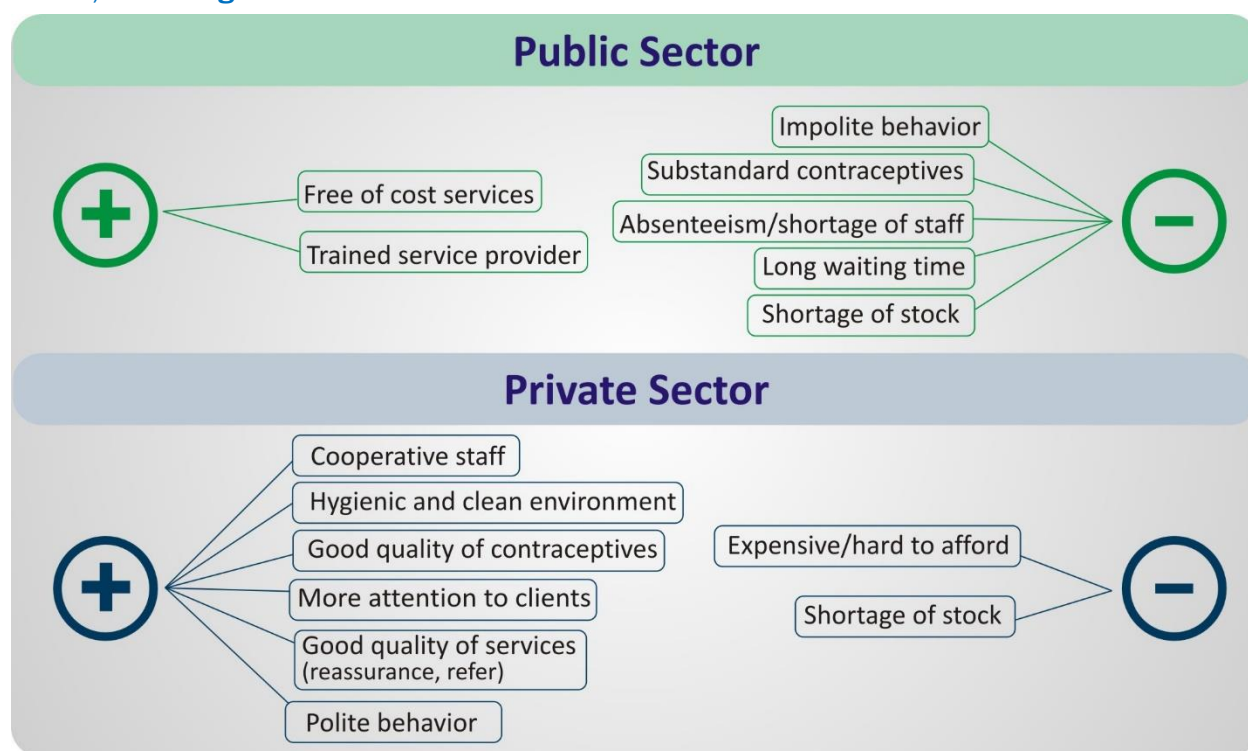 Public Sector
Impolite behavior
Substandard contraceptives
Free of cost services
Absenteeism/shortage of staff
Trained service provider
Long waiting time
Shortage of stock
Private Sector
Cooperative staff
Hygienic and clean environment
Good quality of contraceptives
Expensive/hard to afford
More attention to clients
Shortage of stock
Good quality of services
(reassurance, refer)
Polite behavior